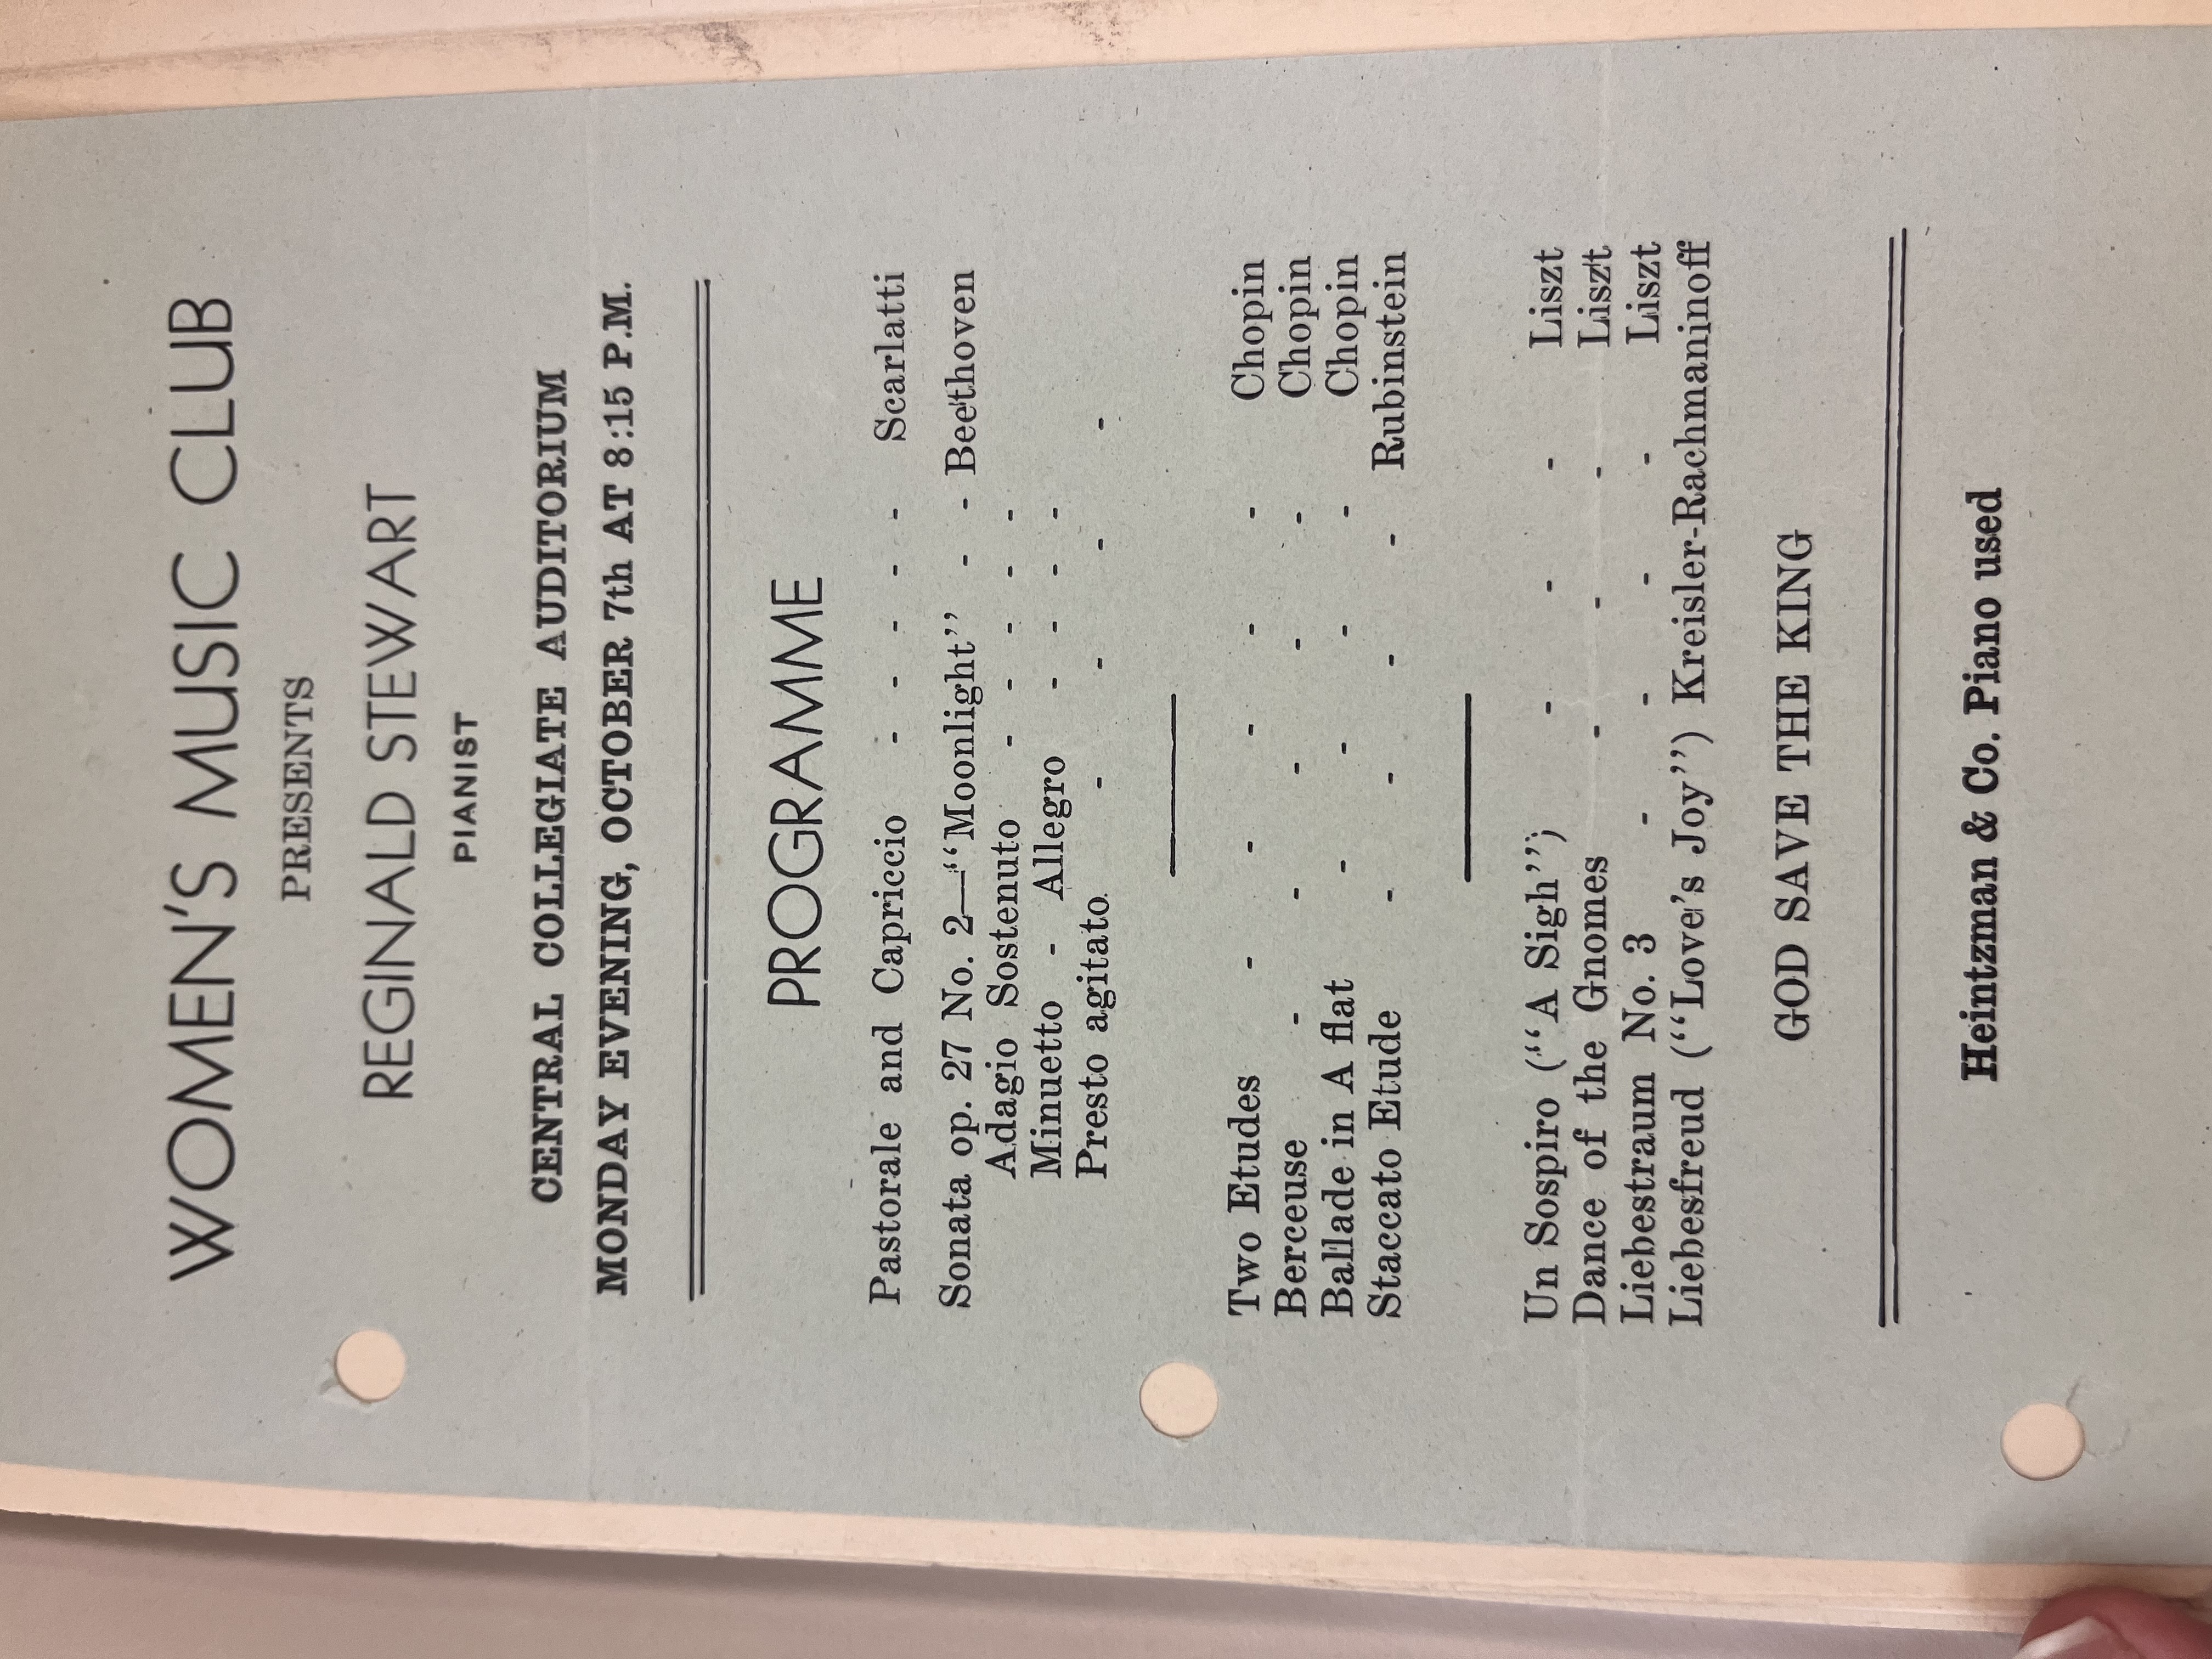 WOMEN'S MUSIC CLUB
PRESENTS
REGINALD STEWART
PIANIST
CENTRAL COLLEGIATE AUDITORIUM
MONDAY EVENING, OCTOBER 7th AT 8:15 P.M.
PROGRAMME
Pastorale and Capriccio - - - - - Scarlatti
Sonata op. 27 No. 2—"Moonlight" - - Beethoven
Adagio Sostenuto - - - - -
Minuetto - Allegro - - - -
Presto agitato - - - -
Two Etudes - - - - - Chopin
Berceuse - - - - - Chopin
Ballade in A flat - - - - Chopin
Staccato Etude - - - - Rubinstein
Un Sospiro ("A Sigh") - - - Liszt
Dance of the Gnomes - - - Liszt
Liebestraum No. 3 - - - - Liszt
Liebesfreud ("Love's Joy") Kreisler-Rachmaninoff
GOD SAVE THE KING
Heintzman & Co. Piano used